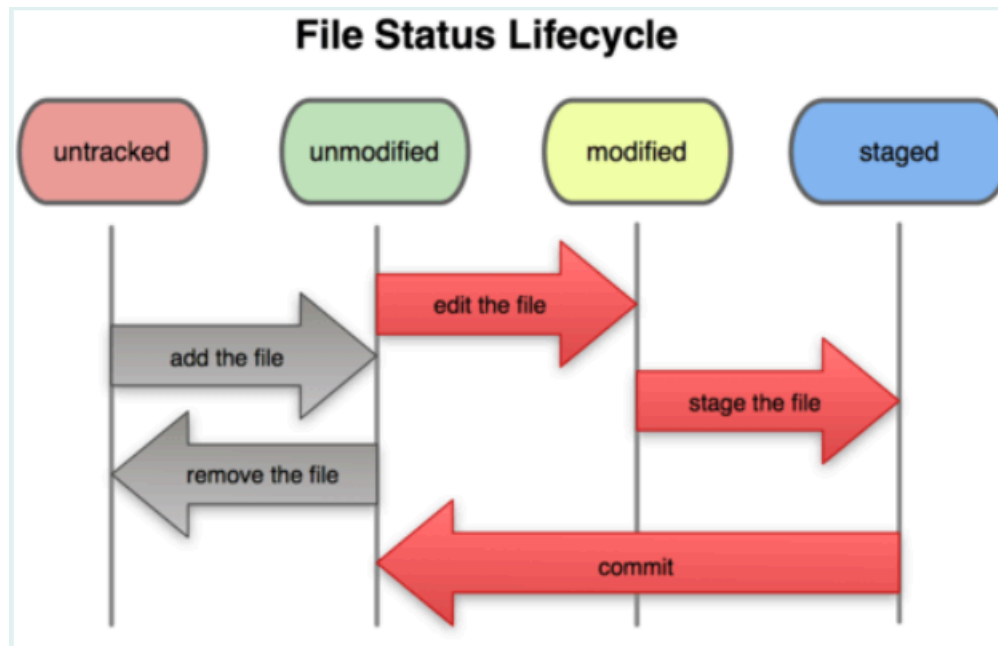 File Status Lifecycle
untracked
unmodified
modified
staged
edit the file
add the file
stage the file
remove the file
commit